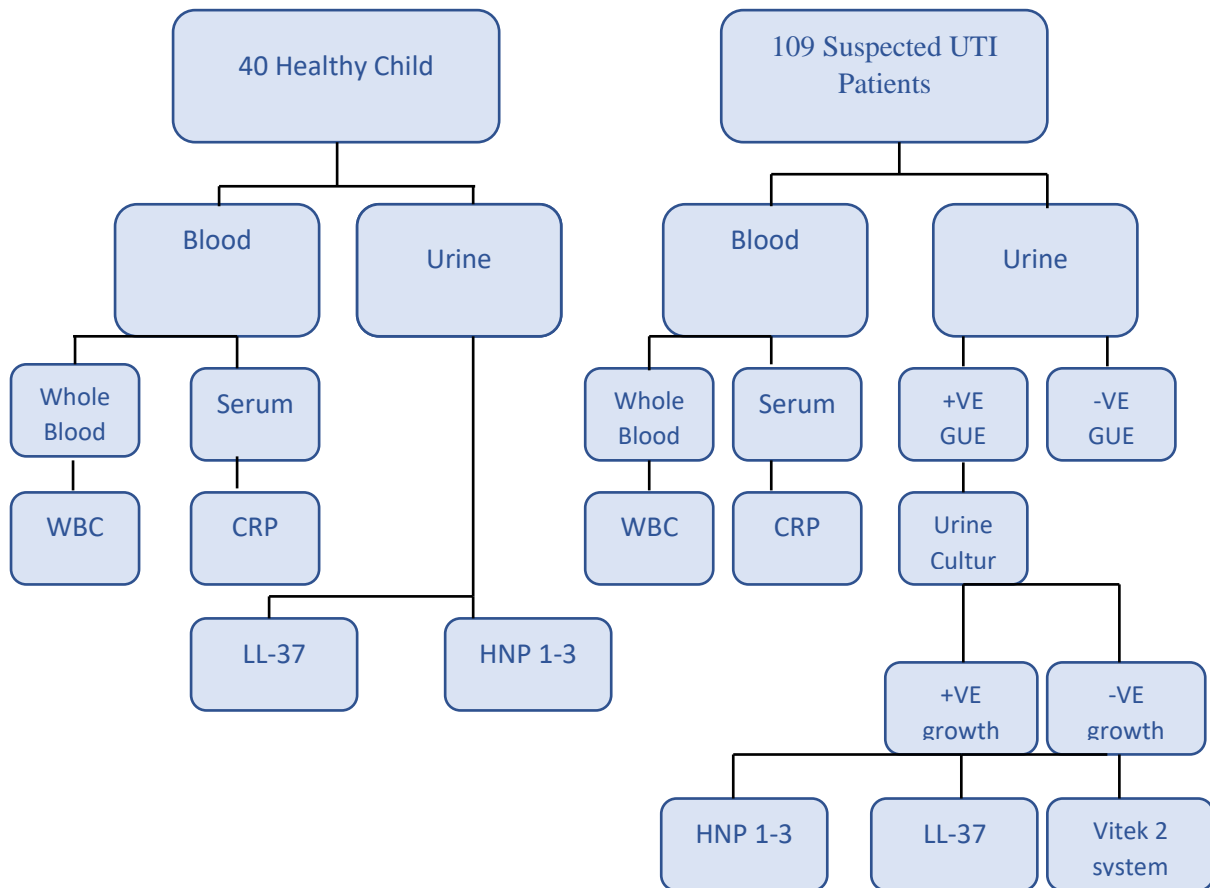 40 Healthy Child
109 Suspected UTI
Patients
Blood
Urine
Blood
Urine
Whole
Blood
Serum
Whole
Blood
Serum
+VE
GUE
-VE
GUE
WBC
CRP
WBC
CRP
Urine
Cultur
LL-37
HNP 1-3
+VE
growth
-VE
growth
HNP 1-3
LL-37
Vitek 2
system